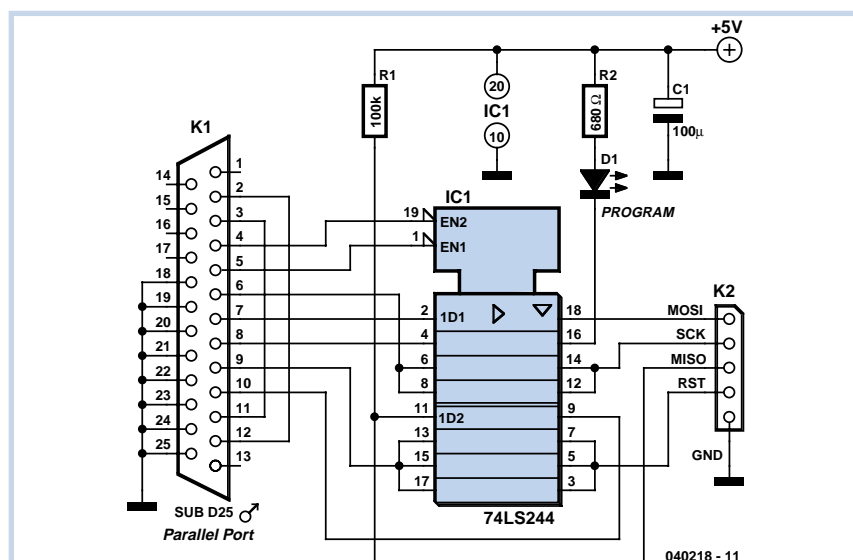 +5V
R1
100k
20
IC1
10
R2
680 Ω
C1
100µ
D1
PROGRAM
K1
1
14
2
15
3
16
4
17
5
18
6
19
7
20
8
21
9
22
10
23
11
24
12
25
13
SUB D25
Parallel Port
IC1
19 EN2
1 EN1
2 1D1 18
4 16
6 14
8 12
11 1D2 9
13 7
15 5
17 3
74LS244
K2
MOSI
SCK
MISO
RST
GND
040218 - 11